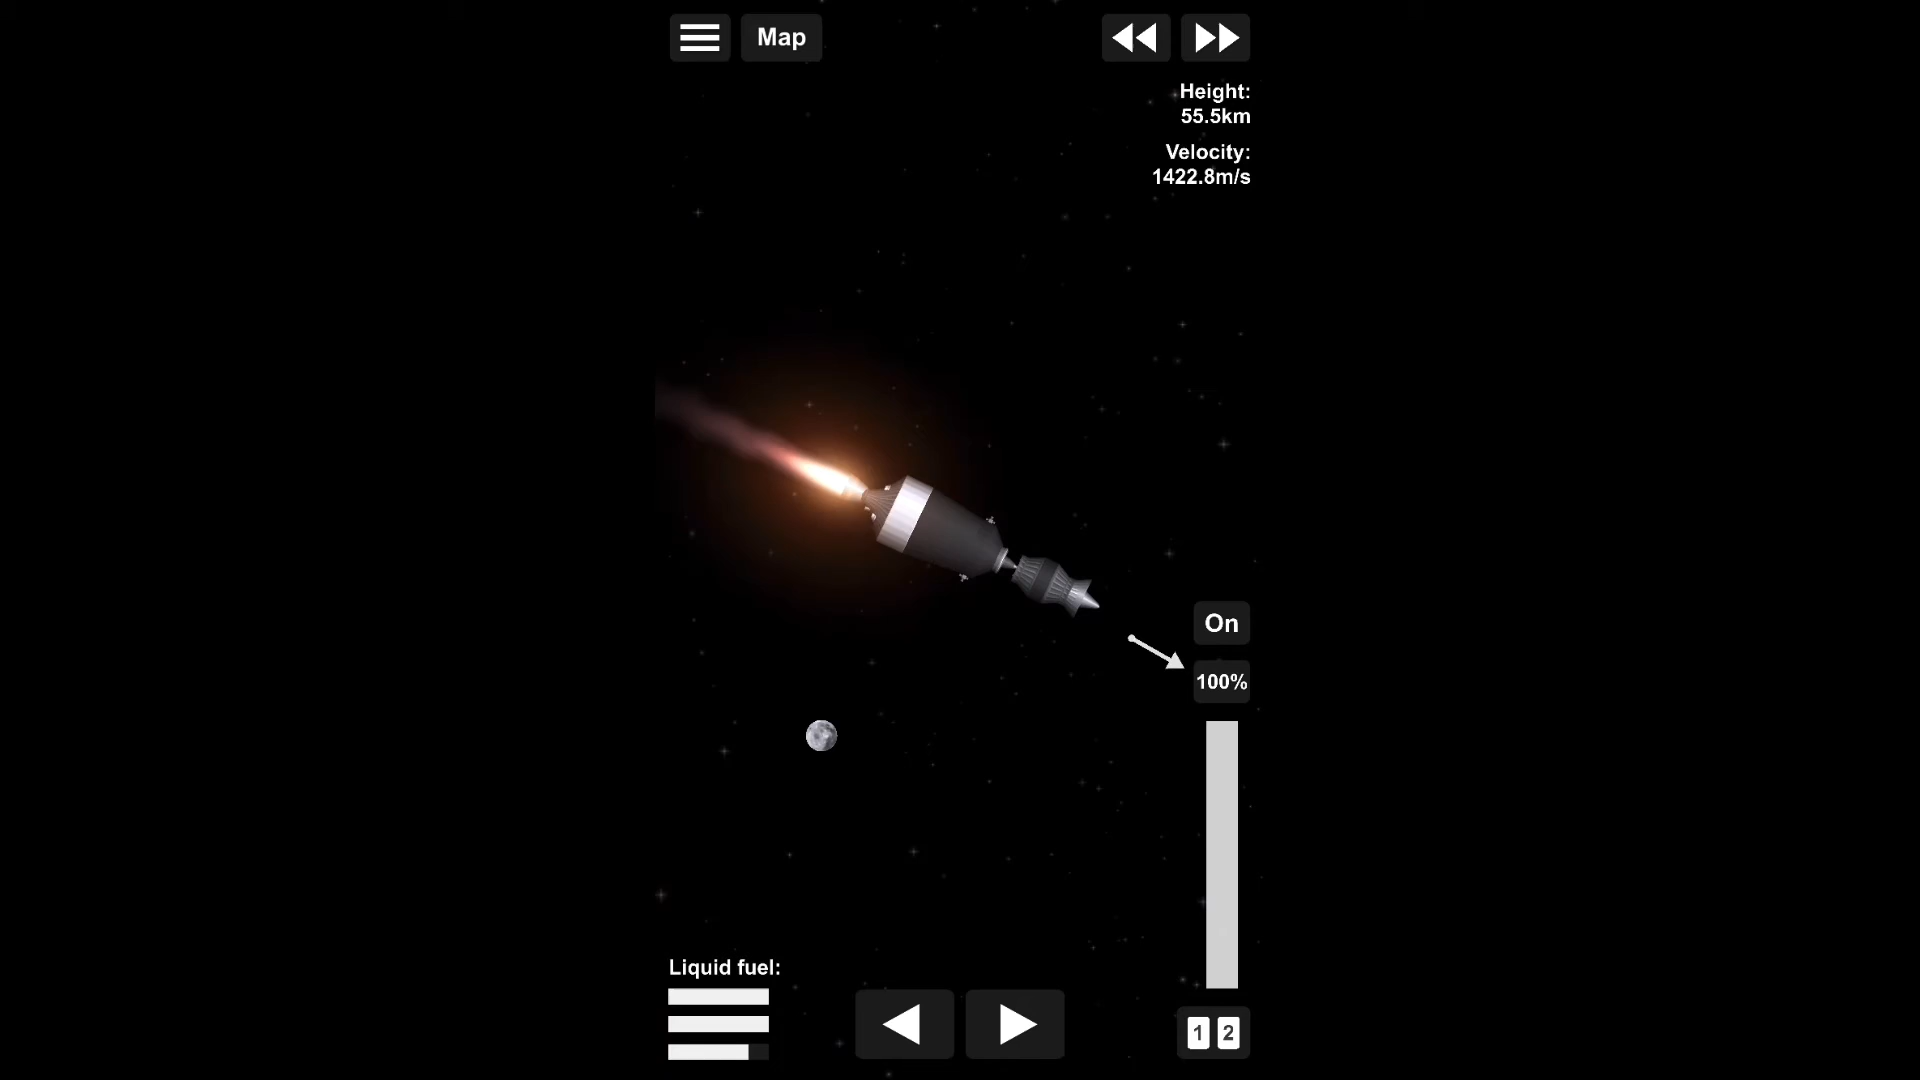 Map
Height:
55.5km
Velocity:
1422.8m/s
On
100%
Liquid fuel:
1 2